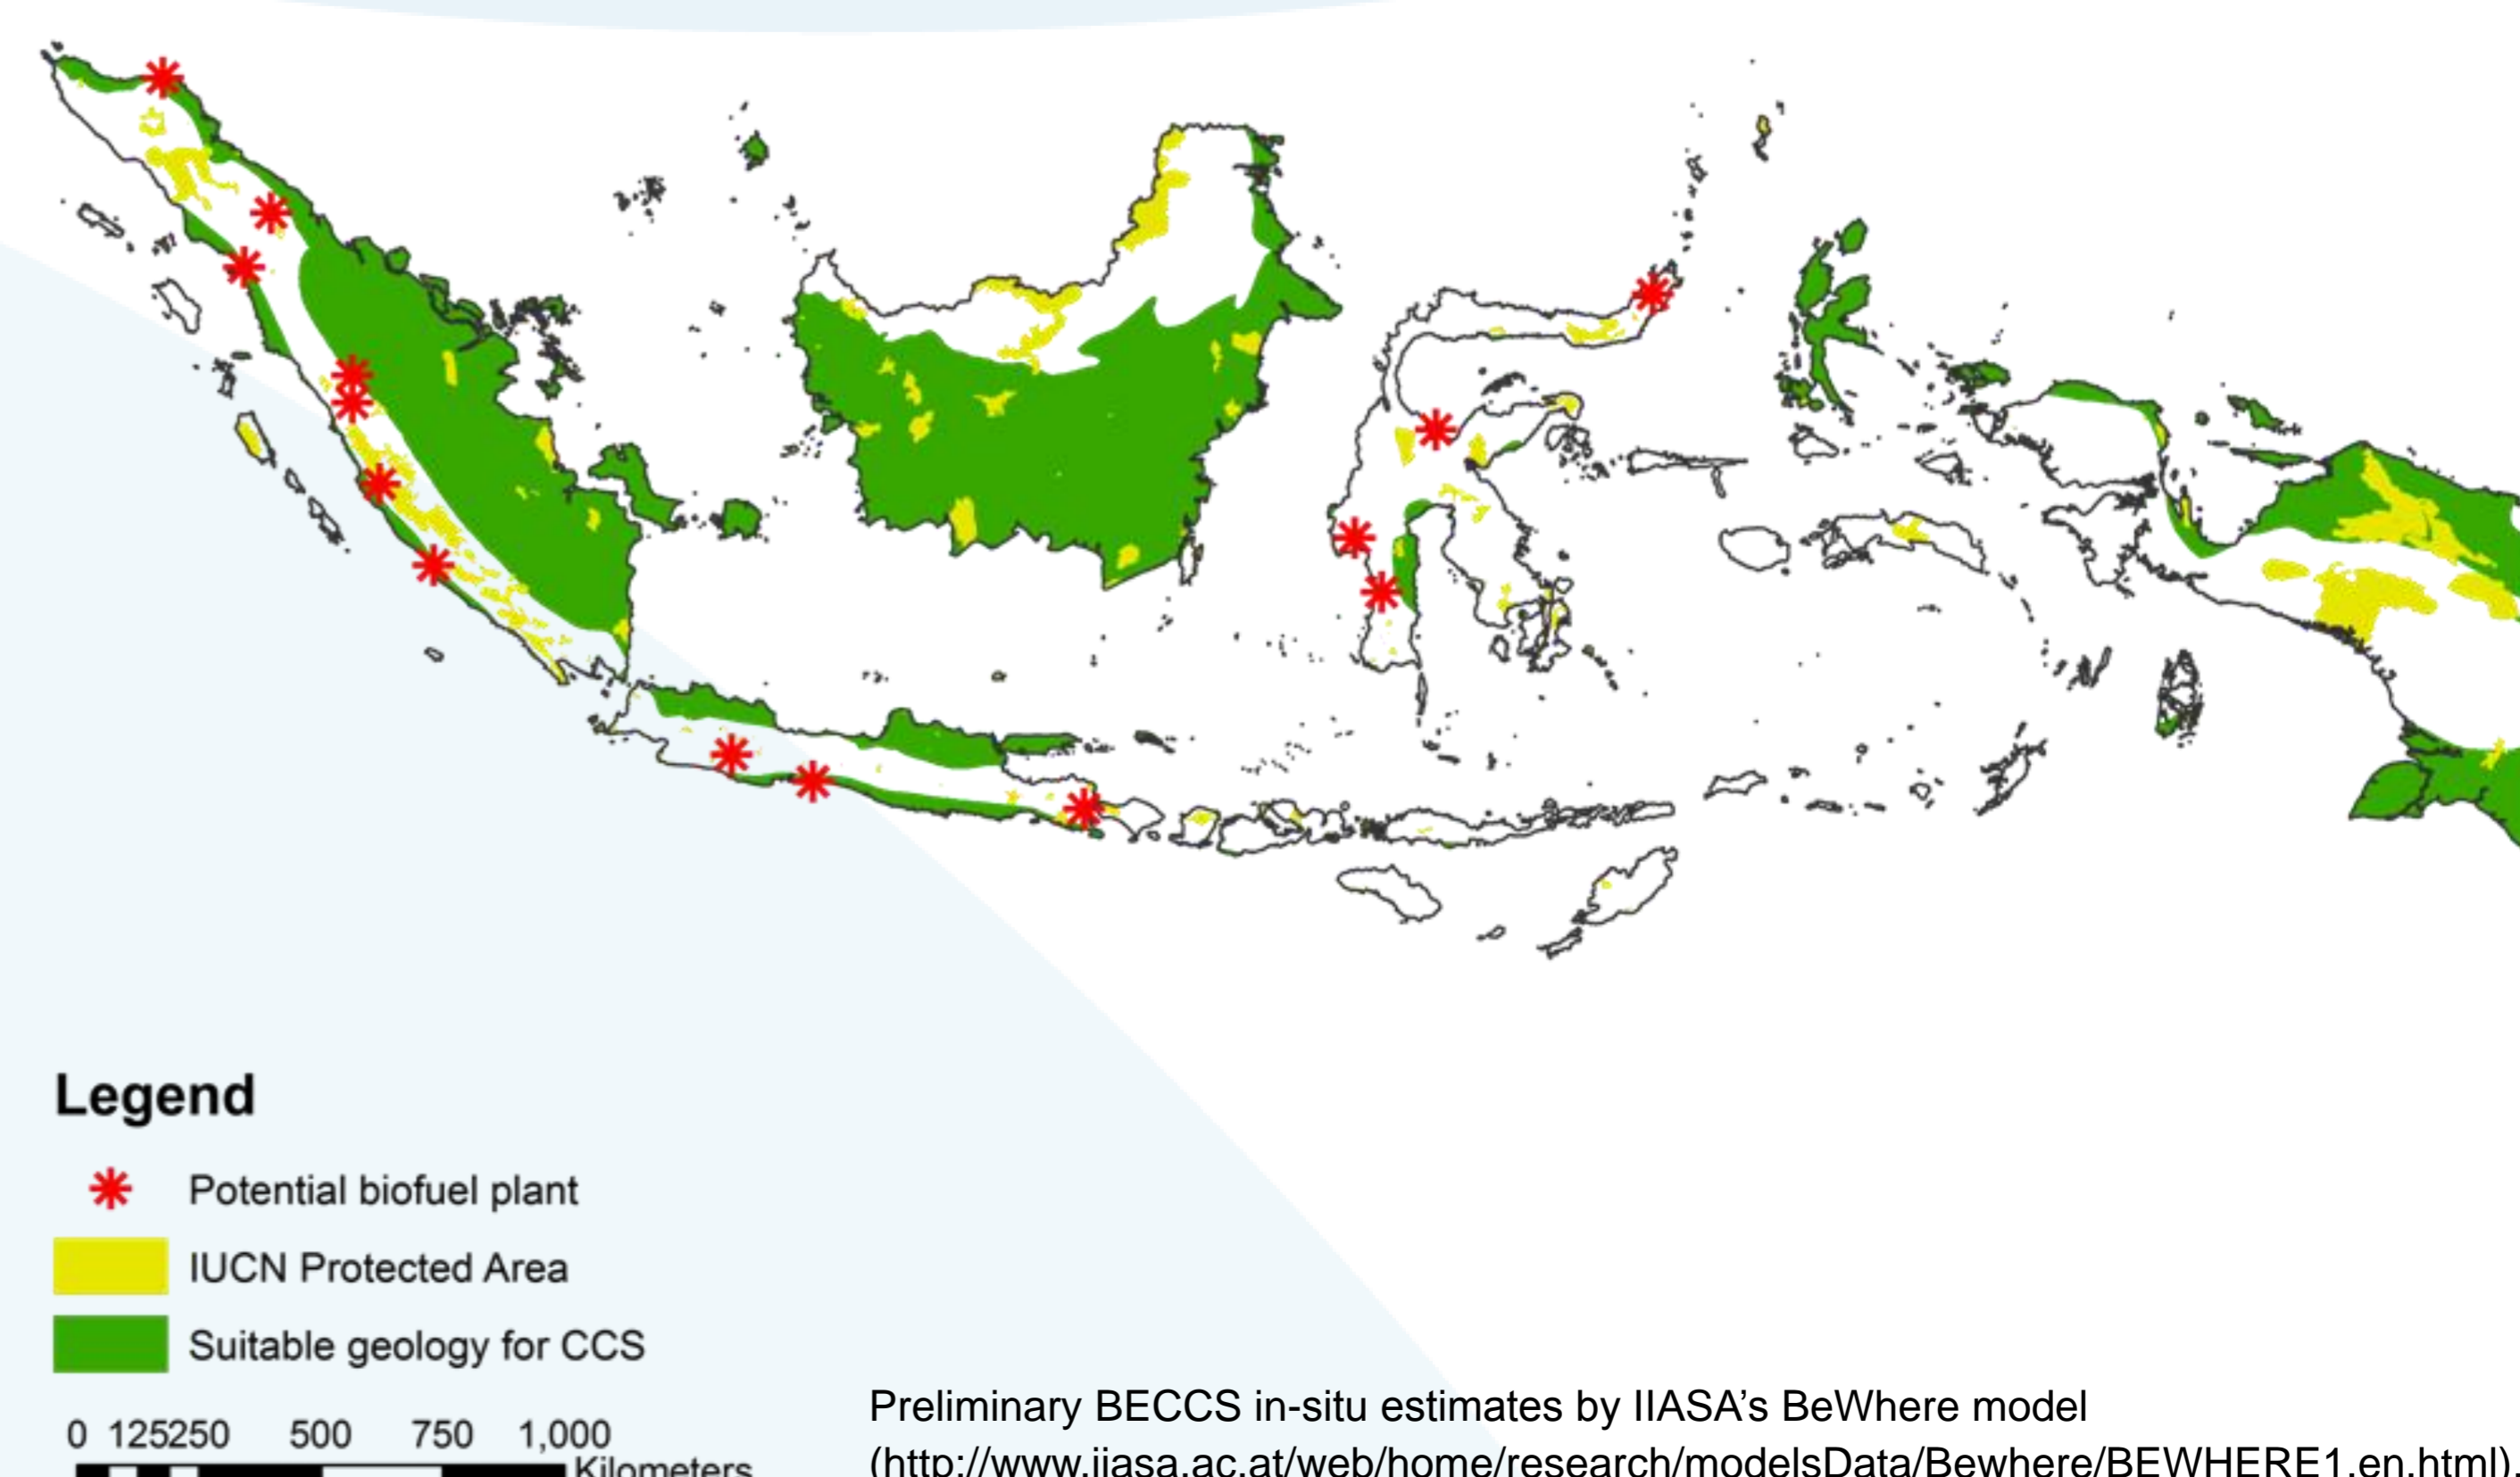 Legend
Potential biofuel plant
IUCN Protected Area
Suitable geology for CCS
0 125250 500 750 1,000
Kilometers
Preliminary BECCS in-situ estimates by IIASA’s BeWhere model
(http://www.iiasa.ac.at/web/home/research/modelsData/Bewhere/BEWHERE1.en.html)